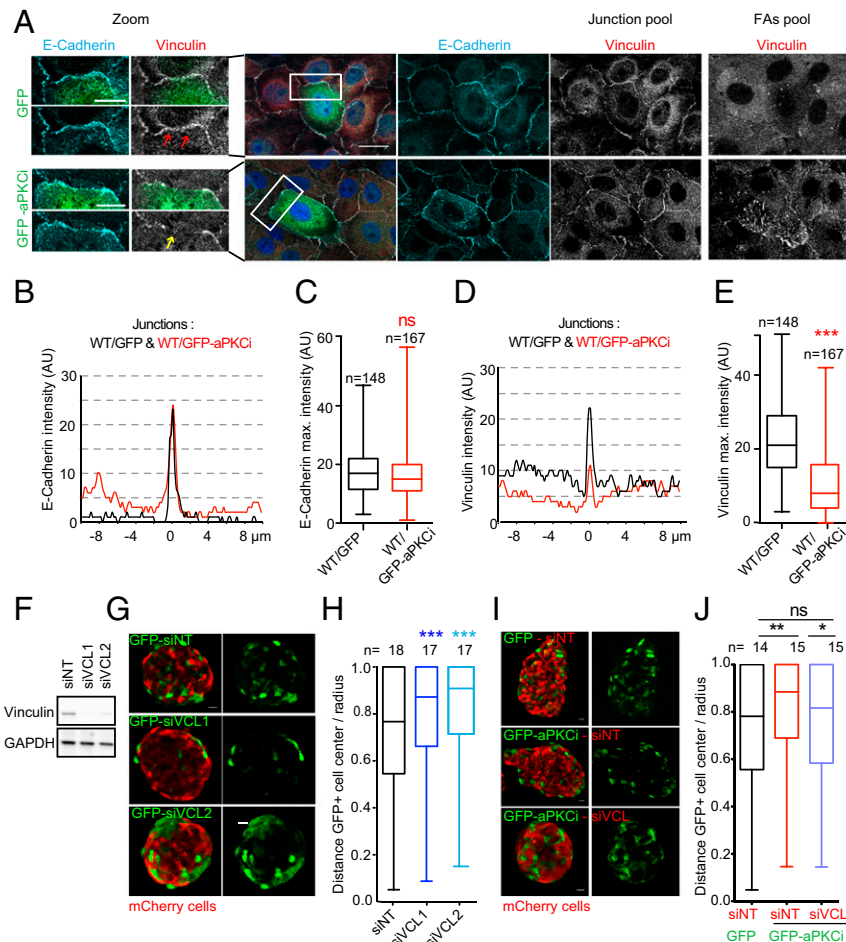 A
Zoom
Junction pool
FAs pool
E-Cadherin
Vinculin
E-Cadherin
Vinculin
Vinculin
GFP
GFP-aPKCi
B
Junctions :
WT/GFP & WT/GFP-aPKCi
E-Cadherin intensity (AU)
30
20
10
0
-8
-4
0
4
8 µm
C
E-Cadherin max. intensity (AU)
60
40
20
0
n=148
ns
n=167
WT/GFP
WT/
GFP-aPKCi
D
Junctions :
WT/GFP & WT/GFP-aPKCi
Vinculin intensity (AU)
30
20
10
0
-8
-4
0
4
8 µm
E
Vinculin max. intensity (AU)
40
20
0
n=148
***
n=167
WT/GFP
WT/
GFP-aPKCi
F
siNT
siVCL1
siVCL2
Vinculin
GAPDH
G
GFP-siNT
GFP-siVCL1
GFP-siVCL2
mCherry cells
H
*** ***
n= 18 17 17
Distance GFP+ cell center / radius
1.0
0.8
0.6
0.4
0.2
0.0
siNT
siVCL1
siVCL2
I
GFP - siNT
GFP-aPKCi - siNT
GFP-aPKCi - siVCL
mCherry cells
J
ns
** *
n= 14 15 15
Distance GFP+ cell center / radius
1.0
0.8
0.6
0.4
0.2
0.0
siNT siNT siVCL
GFP GFP-aPKCi